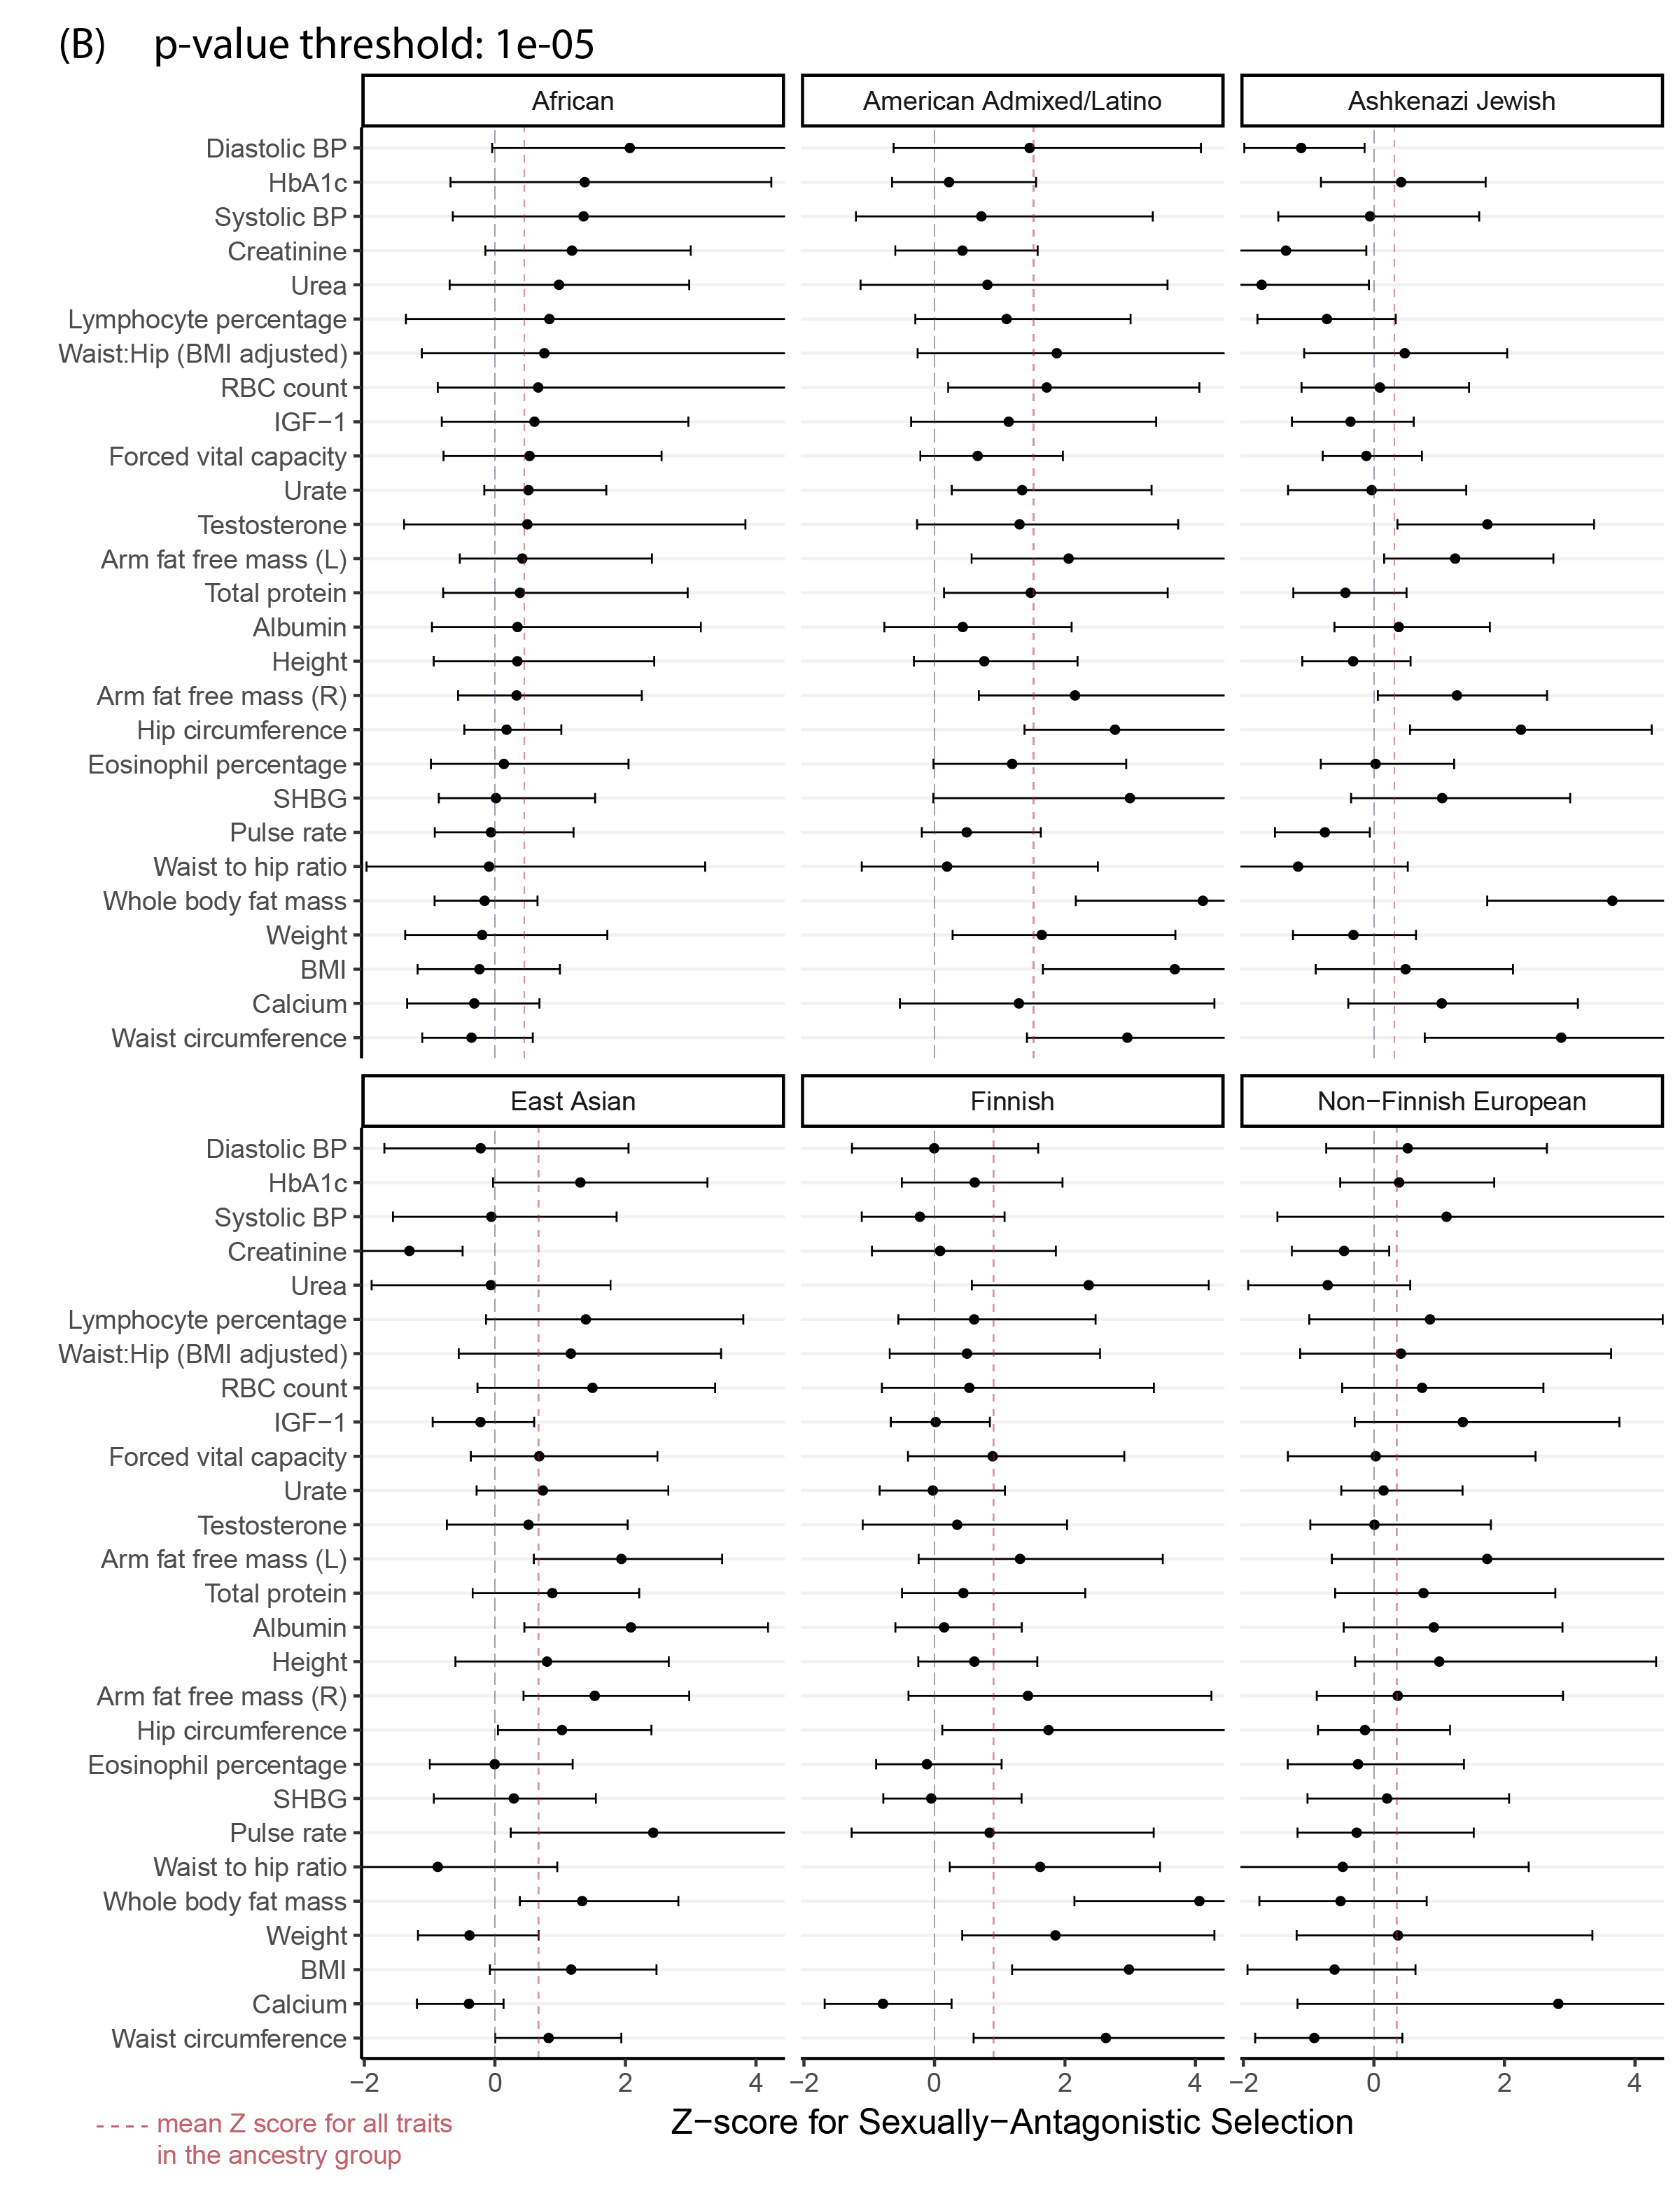 (B) p-value threshold: 1e-05
African American Admixed/Latino Ashkenazi Jewish
Diastolic BP
HbA1c
Systolic BP
Creatinine
Urea
Lymphocyte percentage
Waist:Hip (BMI adjusted)
RBC count
IGF−1
Forced vital capacity
Urate
Testosterone
Arm fat free mass (L)
Total protein
Albumin
Height
Arm fat free mass (R)
Hip circumference
Eosinophil percentage
SHBG
Pulse rate
Waist to hip ratio
Whole body fat mass
Weight
BMI
Calcium
Waist circumference
East Asian Finnish Non−Finnish European
Diastolic BP
HbA1c
Systolic BP
Creatinine
Urea
Lymphocyte percentage
Waist:Hip (BMI adjusted)
RBC count
IGF−1
Forced vital capacity
Urate
Testosterone
Arm fat free mass (L)
Total protein
Albumin
Height
Arm fat free mass (R)
Hip circumference
Eosinophil percentage
SHBG
Pulse rate
Waist to hip ratio
Whole body fat mass
Weight
BMI
Calcium
Waist circumference
−2 0 2 4 −2 0 2 4 −2 0 2 4
Z−score for Sexually−Antagonistic Selection
mean Z score for all traits
in the ancestry group